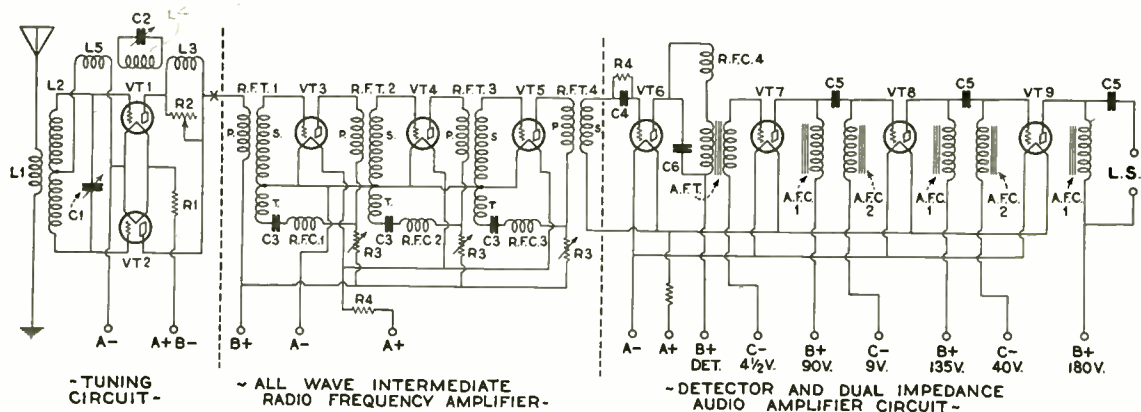 C2
L5
L3
L2
VT1
R2
L1
C1
R1
VT2
A-
A+ B-
~TUNING
CIRCUIT~
R.F.T.1
VT3
R.F.T.2
VT4
R.F.T.3
VT5
R.F.T.4
P.
S.
P.
S.
P.
S
P.
S
T.
T.
T
C3
R.F.C.1
R3
C3
R.F.C.2
R3
C3
R.F.C.3
R3
R4
B+
A-
A+
~ALL WAVE INTERMEDIATE
RADIO FREQUENCY AMPLIFIER~
R4
C4
VT6
R.F.C.4
C6
A.F.T.
VT7
C5
VT8
C5
VT9
C5
A.F.C.
1
A.F.C.
2
A.F.C.
1
A.F.C.
2
A.F.C.
1
L.S.
A-
A+
B+
DET.
C-
4½V.
B+
90V.
C-
9V.
B+
135V.
C-
40V.
B+
180V.
~DETECTOR AND DUAL IMPEDANCE
AUDIO AMPLIFIER CIRCUIT~